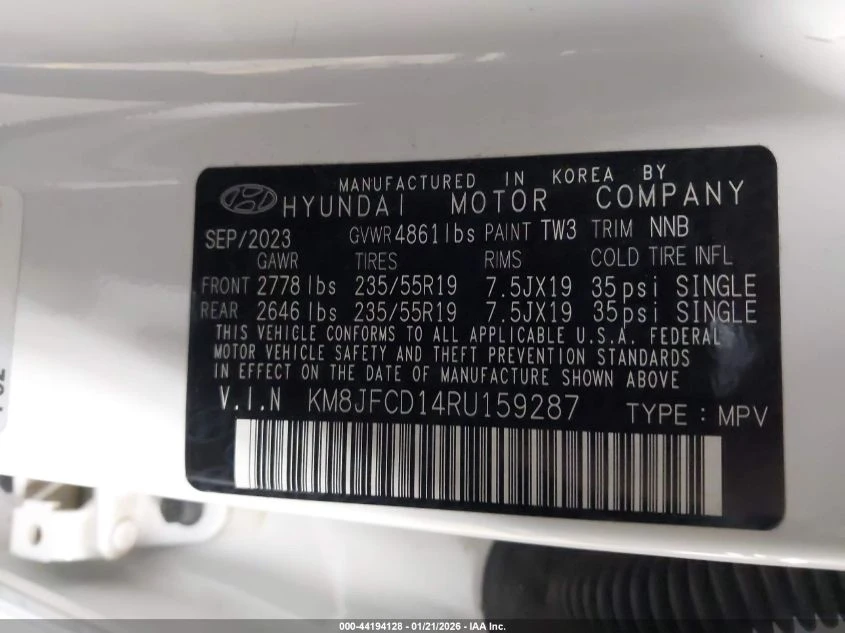 MANUFACTURED IN KOREA BY
HYUNDAI MOTOR COMPANY
SEP/2023 GVWR 4861lbs PAINT TW3 TRIM NNB
GAWR TIRES RIMS COLD TIRE INFL
FRONT 2778 lbs 235/55R19 7.5JX19 35psi SINGLE
REAR 2646 lbs 235/55R19 7.5JX19 35psi SINGLE
THIS VEHICLE CONFORMS TO ALL APPLICABLE U.S.A. FEDERAL
MOTOR VEHICLE SAFETY AND THEFT PREVENTION STANDARDS
IN EFFECT ON THE DATE OF MANUFACTURE SHOWN ABOVE
V.I.N KM8JFCD14RU159287 TYPE : MPV
000-44194128 - 01/21/2026 - IAA Inc.